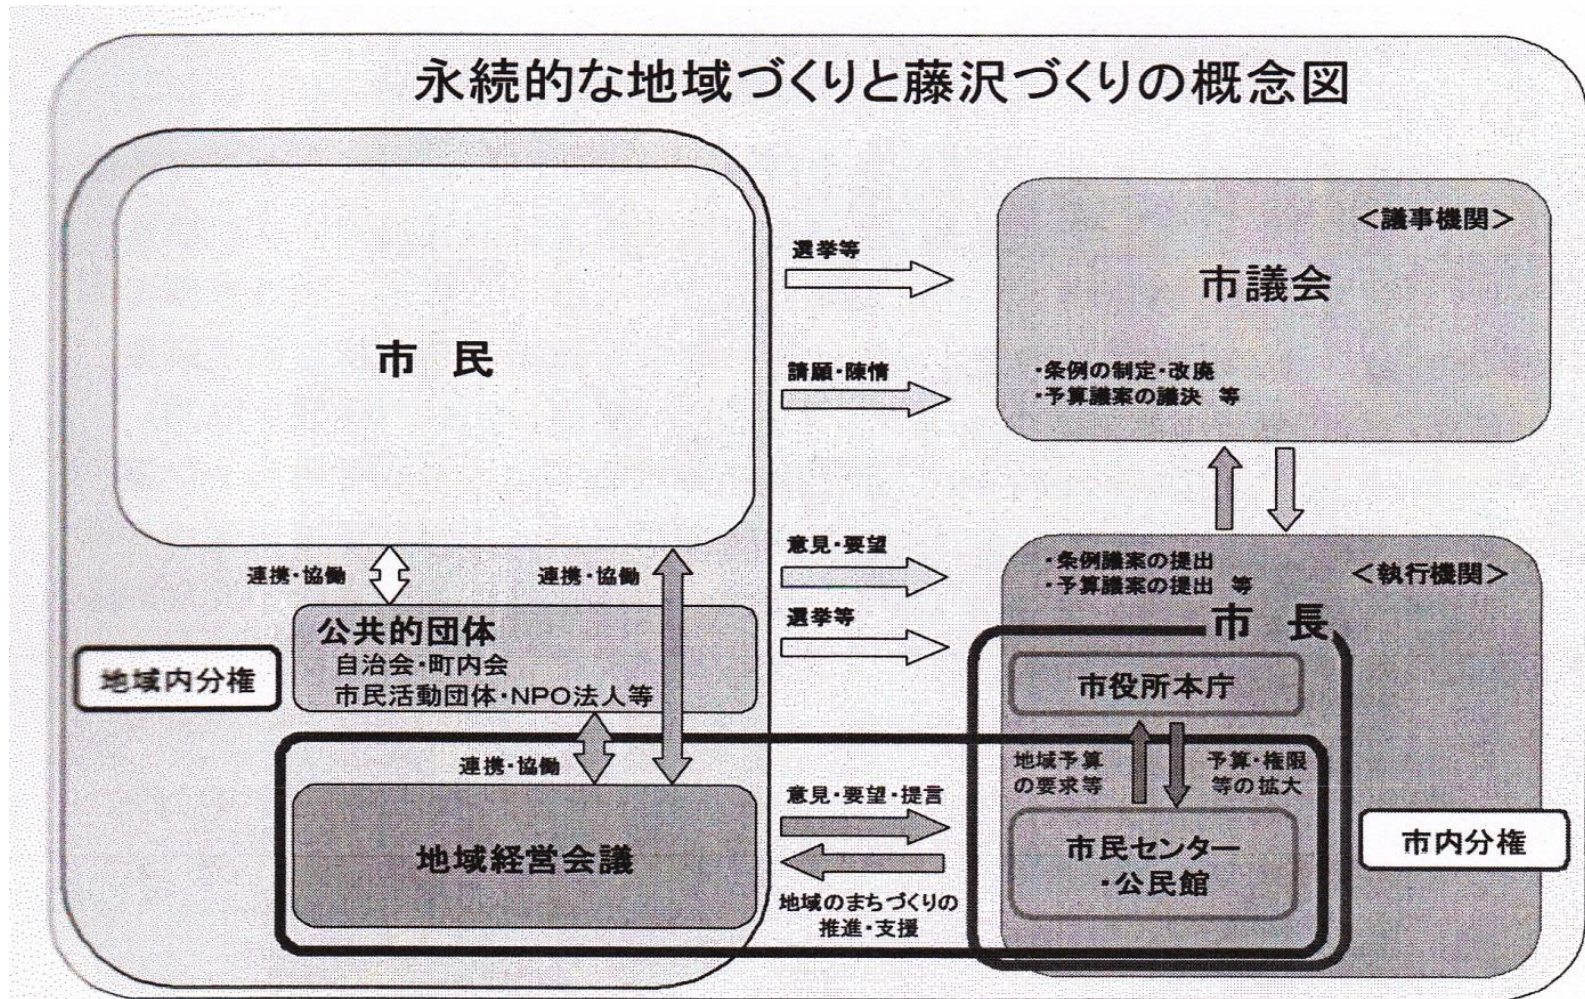 永続的な地域づくりと藤沢づくりの概念図
市 民
選挙等
請願・陳情
＜議事機関＞
市議会
・条例の制定・改廃
・予算議案の議決 等
連携・協働
連携・協働
意見・要望
選挙等
・条例議案の提出
・予算議案の提出 等
＜執行機関＞
市 長
公共的団体
自治会・町内会
市民活動団体・NPO法人等
地域内分権
市役所本庁
連携・協働
地域予算
の要求等
予算・権限
等の拡大
地域経営会議
意見・要望・提言
地域のまちづくりの
推進・支援
市民センター
・公民館
市内分権